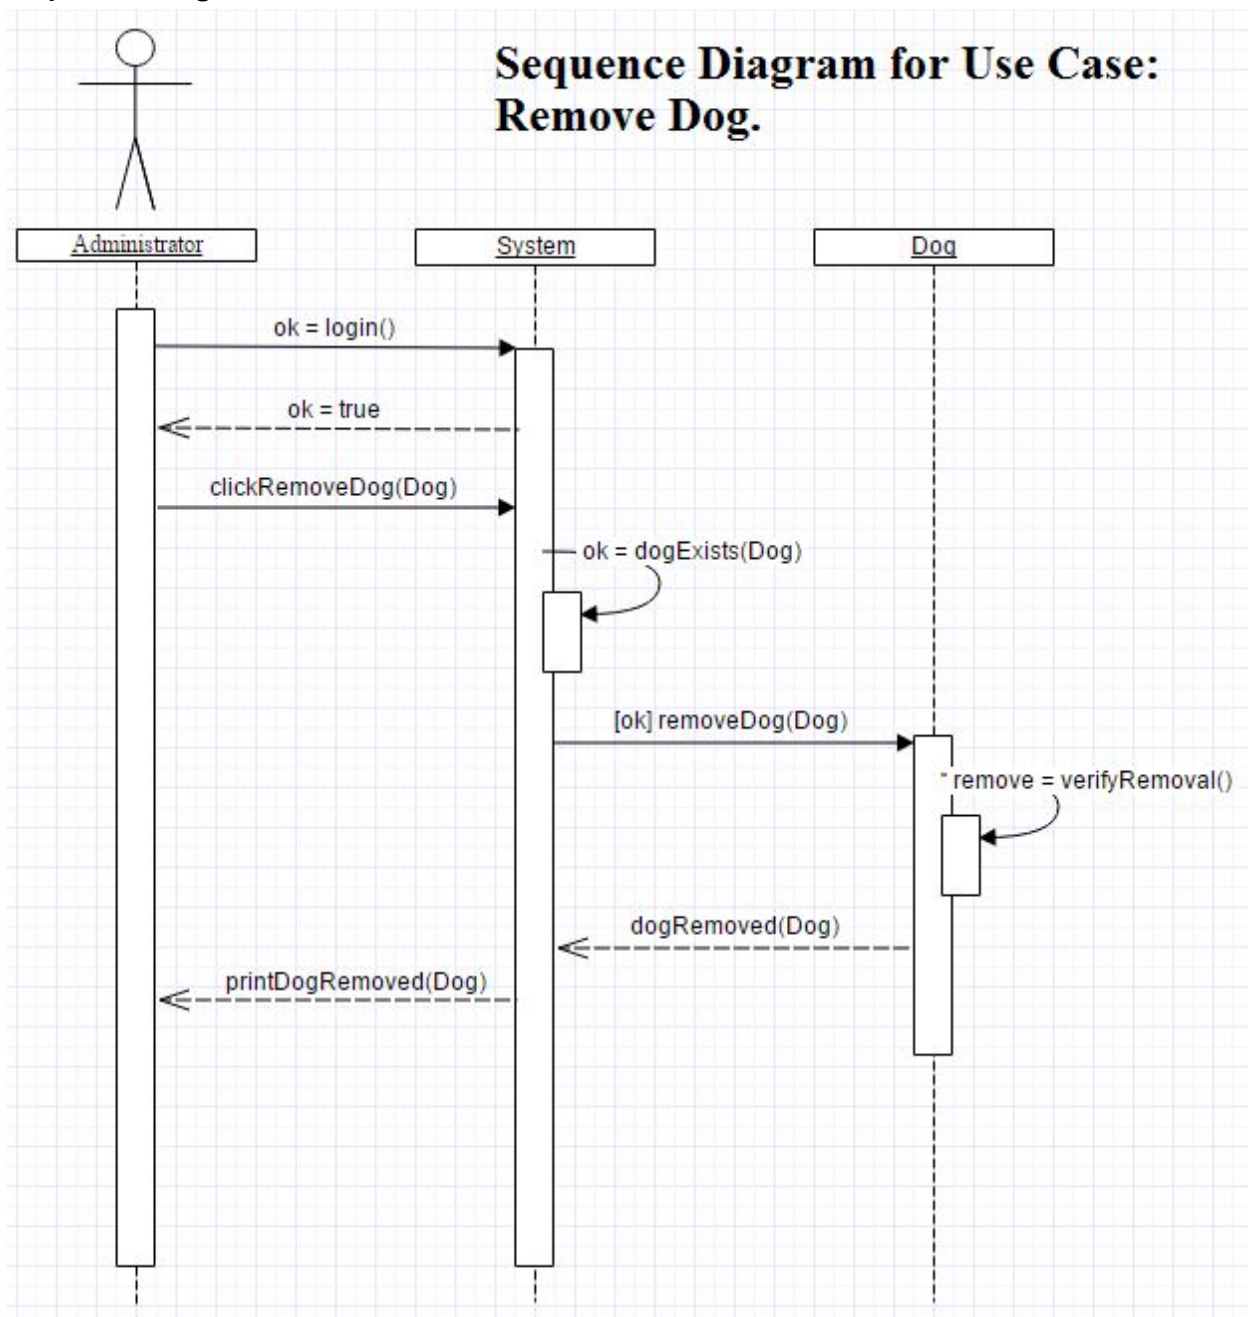 Sequence Diagram for Use Case:
Remove Dog.
Administrator
System
Dog
ok = login()
ok = true
clickRemoveDog(Dog)
ok = dogExists(Dog)
[ok] removeDog(Dog)
* remove = verifyRemoval()
dogRemoved(Dog)
printDogRemoved(Dog)